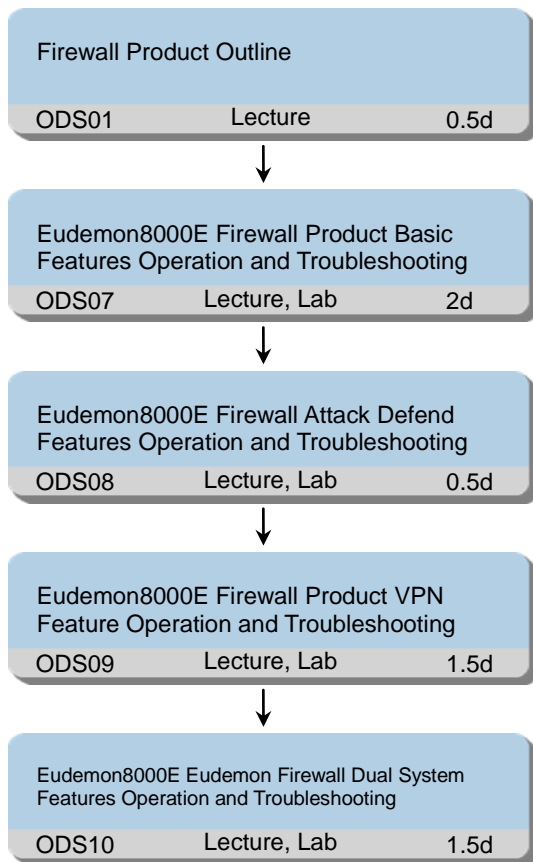 Firewall Product Outline
ODS01 Lecture 0.5d
Eudemon8000E Firewall Product Basic
Features Operation and Troubleshooting
ODS07 Lecture, Lab 2d
Eudemon8000E Firewall Attack Defend
Features Operation and Troubleshooting
ODS08 Lecture, Lab 0.5d
Eudemon8000E Firewall Product VPN
Feature Operation and Troubleshooting
ODS09 Lecture, Lab 1.5d
Eudemon8000E Eudemon Firewall Dual System
Features Operation and Troubleshooting
ODS10 Lecture, Lab 1.5d